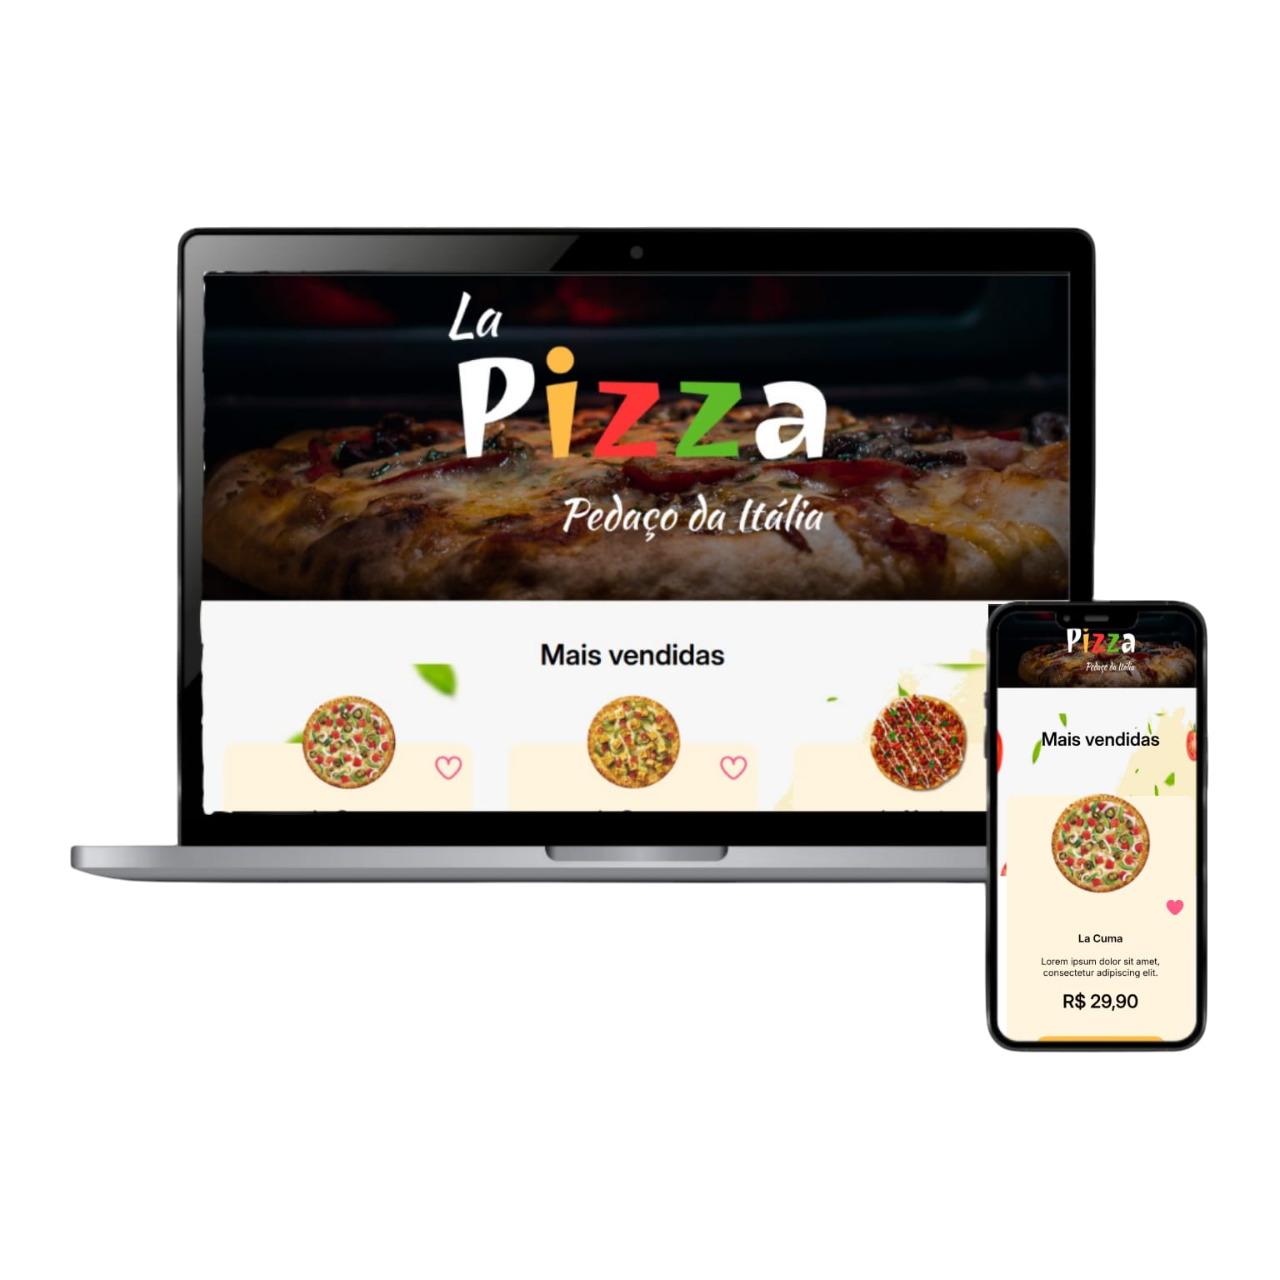 La
Pizza
Pedaço da Itália
Mais vendidas
Pizza
Pedaço da Itália
Mais vendidas
La Cuma
Lorem ipsum dolor sit amet,
consectetur adipiscing elit.
R$ 29,90